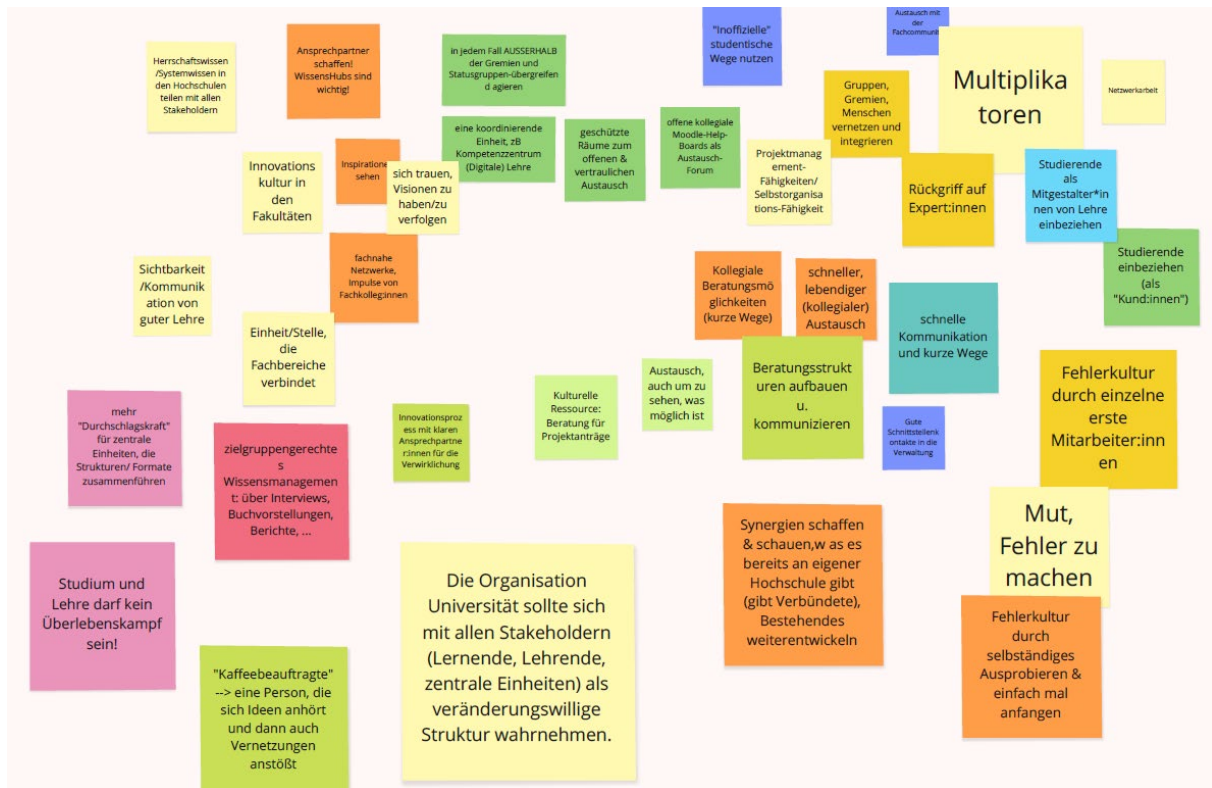 Herrschaftswissen
/Systemwissen in
den Hochschulen
teilen mit allen
Stakeholdern
Ansprechpartner
schaffen!
WissensHubs sind
wichtig!
in jedem Fall AUSSERHALB
der Gremien und
Statusgruppen-übergreifen
d agieren
"Inoffizielle"
studentische
Wege nutzen
Austausch mit
der
Fachcommuni
Multiplika
toren
Netzwerkarbeit
Gruppen,
Gremien,
Menschen
vernetzen und
integrieren
Innovations
kultur in
den
Fakultäten
Inspiratione
sehen
sich trauen,
Visionen zu
haben/zu
verfolgen
eine koordinierende
Einheit, zB
Kompetenzzentrum
(Digitale) Lehre
geschützte
Räume zum
offenen &
vertraulichen
Austausch
offene kollegiale
Moodle-Help-
Boards als
Austausch-
Forum
Projektmanag
ement-
Fähigkeiten/
Selbstorganisa
tions-Fähigkeit
Rückgriff auf
Expert:innen
Studierende
als
Mitgestalter*i
nnen von Lehre
einbeziehen
Sichtbarkeit
/Kommunik
ation von
guter Lehre
fachnahe
Netzwerke,
Impulse von
Fachkolleg:innen
Einheit/Stelle,
die
Fachbereiche
verbindet
Kollegiale
Beratungsmö
glichkeiten
(kurze Wege)
schneller,
lebendiger
(kollegialer)
Austausch
schnelle
Kommunikation
und kurze Wege
Studierende
einbeziehen
(als
"Kund:innen")
mehr
"Durchschlagskraft"
für zentrale
Einheiten, die
Strukturen/ Formate
zusammenführen
zielgruppengerechte
s
Wissensmanagemen
t: über Interviews,
Buchvorstellungen,
Berichte, ...
Innovationsproz
ess mit klaren
Ansprechpartne
r:innen für die
Verwirklichung
Kulturelle
Ressource:
Beratung für
Projektanträge
Austausch,
auch um zu
sehen, was
möglich ist
Beratungsstrukt
uren aufbauen
u.
kommunizieren
Gute
Schnittstellenk
ontakte in die
Verwaltung
Fehlerkultur
durch einzelne
erste
Mitarbeiter:inn
en
Studium und
Lehre darf kein
Überlebenskampf
sein!
"Kaffeebeauftragte"
--> eine Person, die
sich Ideen anhört
und dann auch
Vernetzungen
anstößt
Die Organisation
Universität sollte sich
mit allen Stakeholdern
(Lernende, Lehrende,
zentrale Einheiten) als
veränderungswillige
Struktur wahrnehmen.
Synergien schaffen
& schauen,w as es
bereits an eigener
Hochschule gibt
(gibt Verbündete),
Bestehendes
weiterentwickeln
Mut,
Fehler zu
machen
Fehlerkultur
durch
selbständiges
Ausprobieren &
einfach mal
anfangen